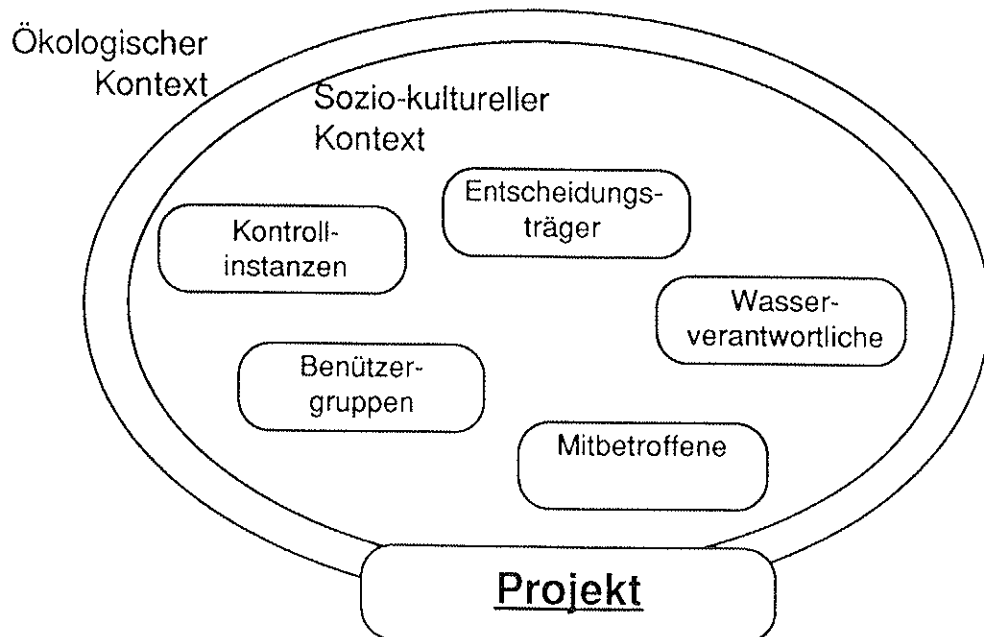 Ökologischer
Kontext
Sozio-kultureller
Kontext
Entscheidungs-
träger
Kontroll-
instanzen
Wasser-
verantwortliche
Benützer-
gruppen
Mitbetroffene
Projekt